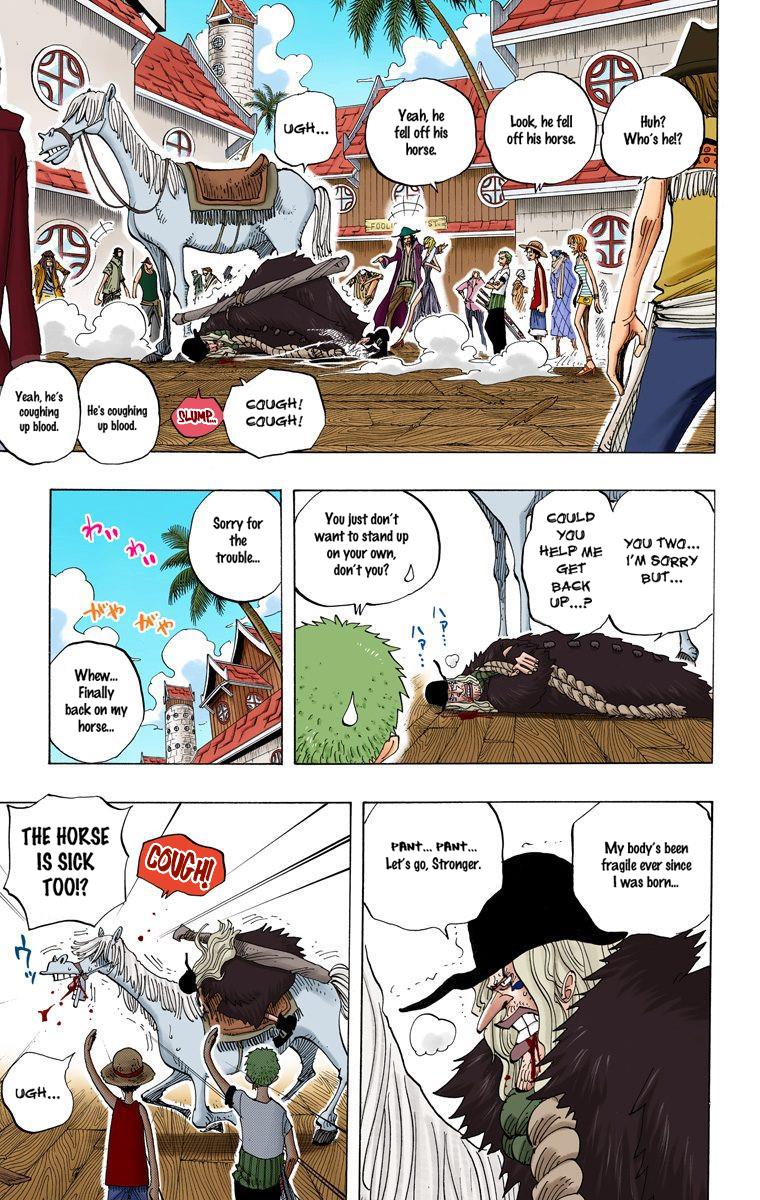 Huh?
Who's he!?
Look, he fell
off his horse.
Yeah, he
fell off his
horse.
UGH...
COUGH!
COUGH!
SLUMP...
He's coughing
up blood.
Yeah, he's
coughing
up blood.
YOU TWO...
I'M SORRY
BUT...
COULD
YOU
HELP ME
GET
BACK
UP...?
ハァ…
ハァ…
You just don't
want to stand up
on your own,
don't you?
Sorry for
the
trouble...
わい
わい
がや
がや
Whew...
Finally
back on my
horse...
My body's been
fragile ever since
I was born...
PANT... PANT...
Let's go, Stronger.
COUGH!
THE HORSE
IS SICK
TOO!?
ウッ
UGH...